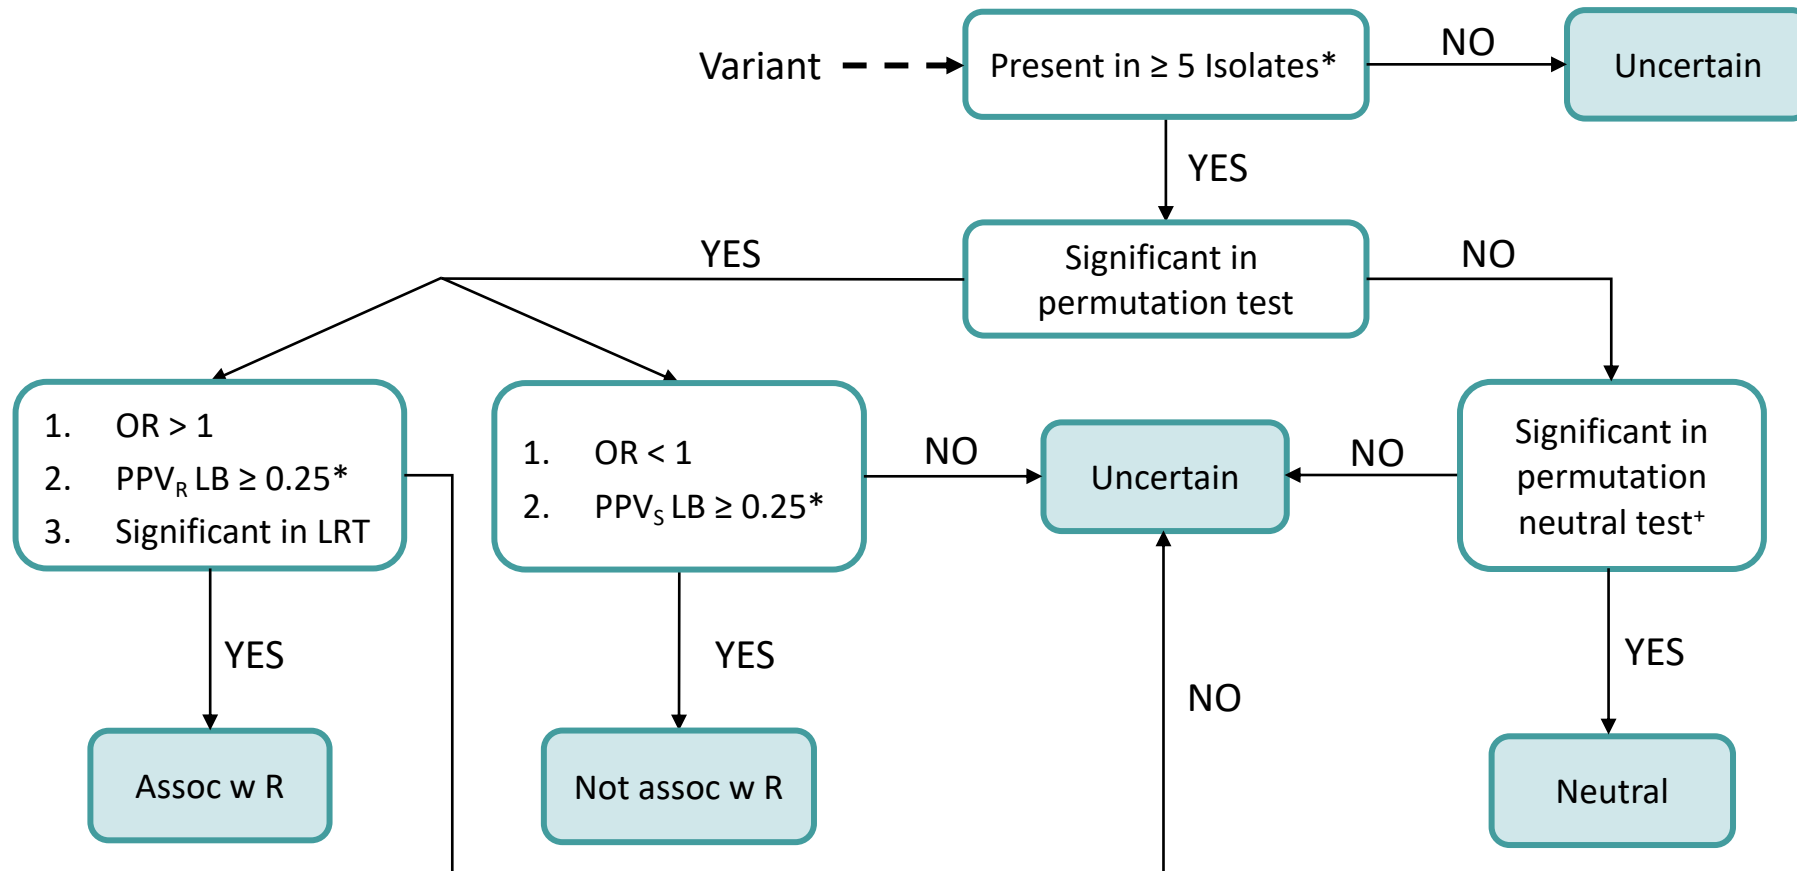 Variant
Present in ≥ 5 Isolates*
NO
Uncertain
YES
YES
Significant in
permutation test
NO
1. OR > 1
2. PPV_R LB ≥ 0.25*
3. Significant in LRT
1. OR < 1
2. PPV_S LB ≥ 0.25*
NO
Uncertain
NO
Significant in
permutation
neutral test⁺
YES
YES
NO
YES
Assoc w R
Not assoc w R
Neutral